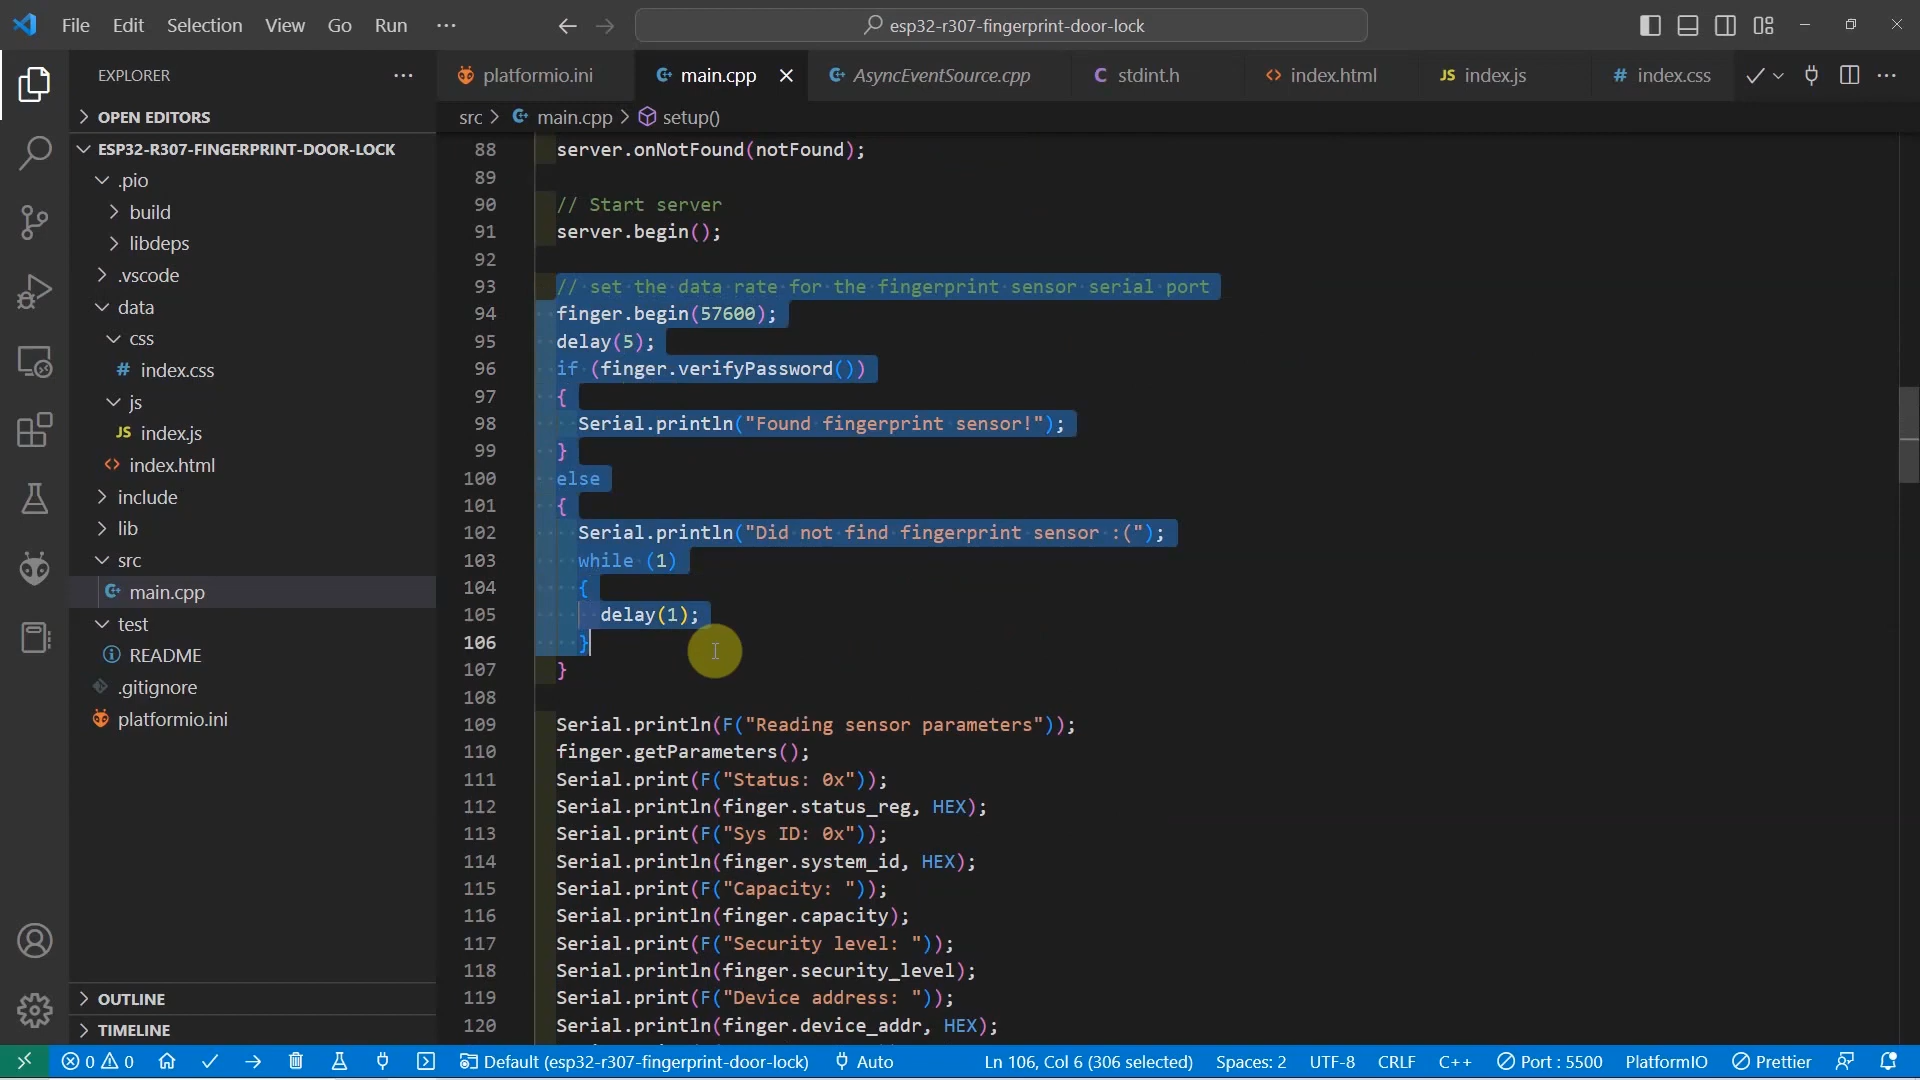 File Edit Selection View Go Run ··· esp32-r307-fingerprint-door-lock
EXPLORER ···
platformio.ini main.cpp AsyncEventSource.cpp C stdint.h index.html JS index.js # index.css ···
OPEN EDITORS
ESP32-R307-FINGERPRINT-DOOR-LOCK
.pio
build
libdeps
.vscode
data
css
# index.css
js
JS index.js
index.html
include
lib
src
main.cpp
test
README
.gitignore
platformio.ini
OUTLINE
TIMELINE
src > main.cpp > setup()
88 server.onNotFound(notFound);
89
90 // Start server
91 server.begin();
92
93 // set the data rate for the fingerprint sensor serial port
94 finger.begin(57600);
95 delay(5);
96 if (finger.verifyPassword())
97 {
98 Serial.println("Found fingerprint sensor!");
99 }
100 else
101 {
102 Serial.println("Did not find fingerprint sensor :(");
103 while (1)
104 {
105 delay(1);
106 }
107 }
108
109 Serial.println(F("Reading sensor parameters"));
110 finger.getParameters();
111 Serial.print(F("Status: 0x"));
112 Serial.println(finger.status_reg, HEX);
113 Serial.print(F("Sys ID: 0x"));
114 Serial.println(finger.system_id, HEX);
115 Serial.print(F("Capacity: "));
116 Serial.println(finger.capacity);
117 Serial.print(F("Security level: "));
118 Serial.println(finger.security_level);
119 Serial.print(F("Device address: "));
120 Serial.println(finger.device_addr, HEX);
0 0 Default (esp32-r307-fingerprint-door-lock) Auto Ln 106, Col 6 (306 selected) Spaces: 2 UTF-8 CRLF C++ Port : 5500 PlatformIO Prettier